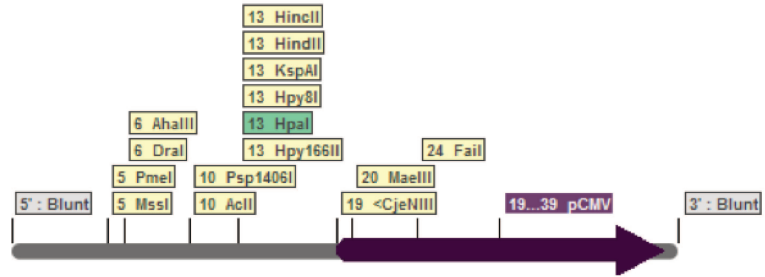 13 HincII
13 HindII
13 KspAI
13 Hpy8I
6 AhaIII 13 HpaI
6 DraI 13 Hpy166II 24 FaiI
5 PmeI 10 Psp1406I 20 MaeIII
5' : Blunt 5 MssI 10 AclI 19 <CjeNIII 19...39 pCMV 3' : Blunt